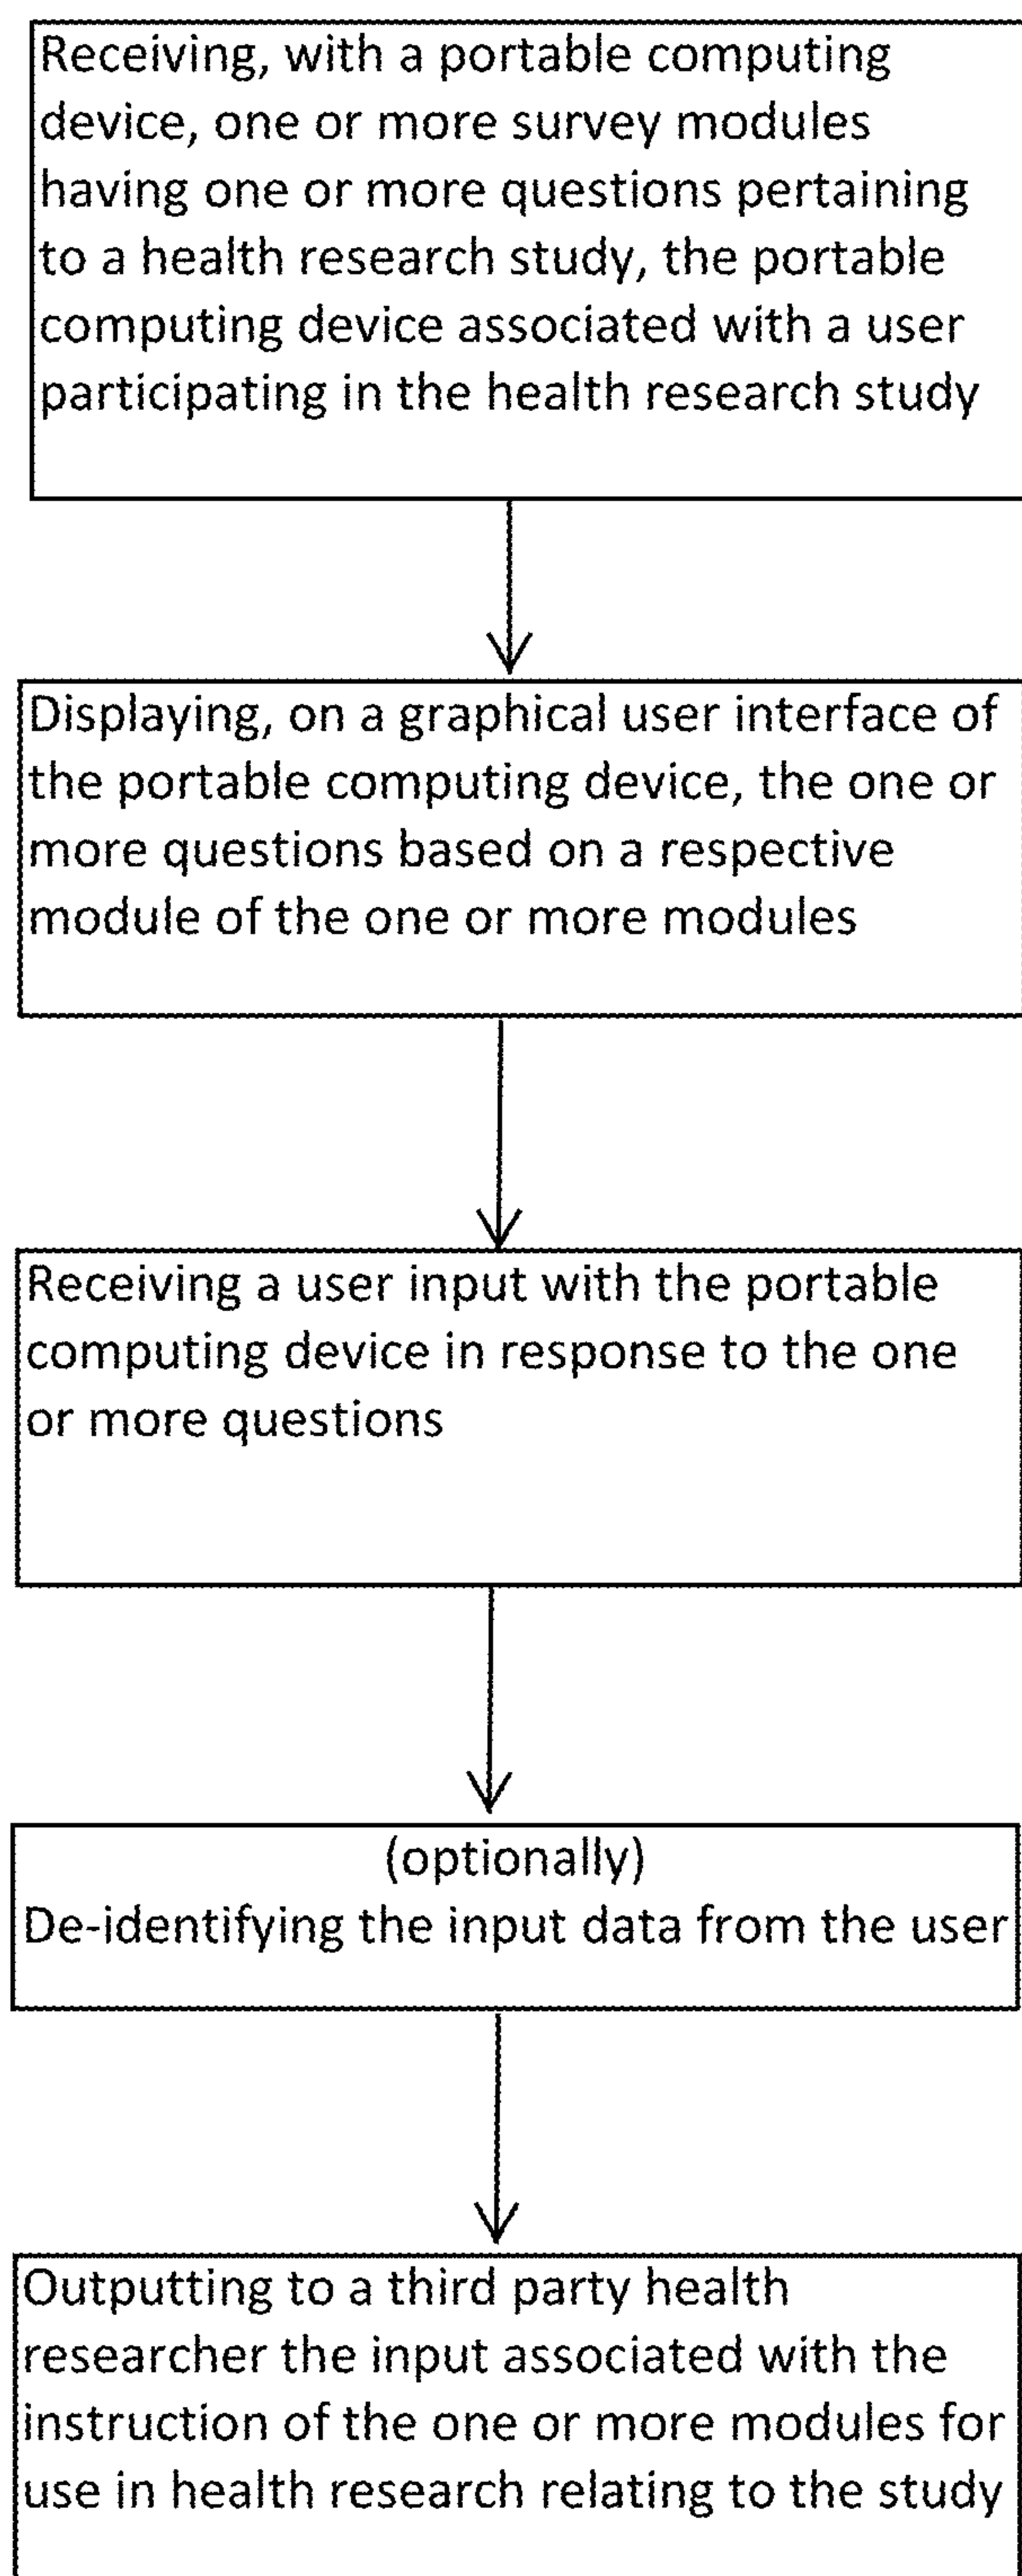 Receiving, with a portable computing
device, one or more survey modules
having one or more questions pertaining
to a health research study, the portable
computing device associated with a user
participating in the health research study
Displaying, on a graphical user interface of
the portable computing device, the one or
more questions based on a respective
module of the one or more modules
Receiving a user input with the portable
computing device in response to the one
or more questions
(optionally)
De-identifying the input data from the user
Outputting to a third party health
researcher the input associated with the
instruction of the one or more modules for
use in health research relating to the study